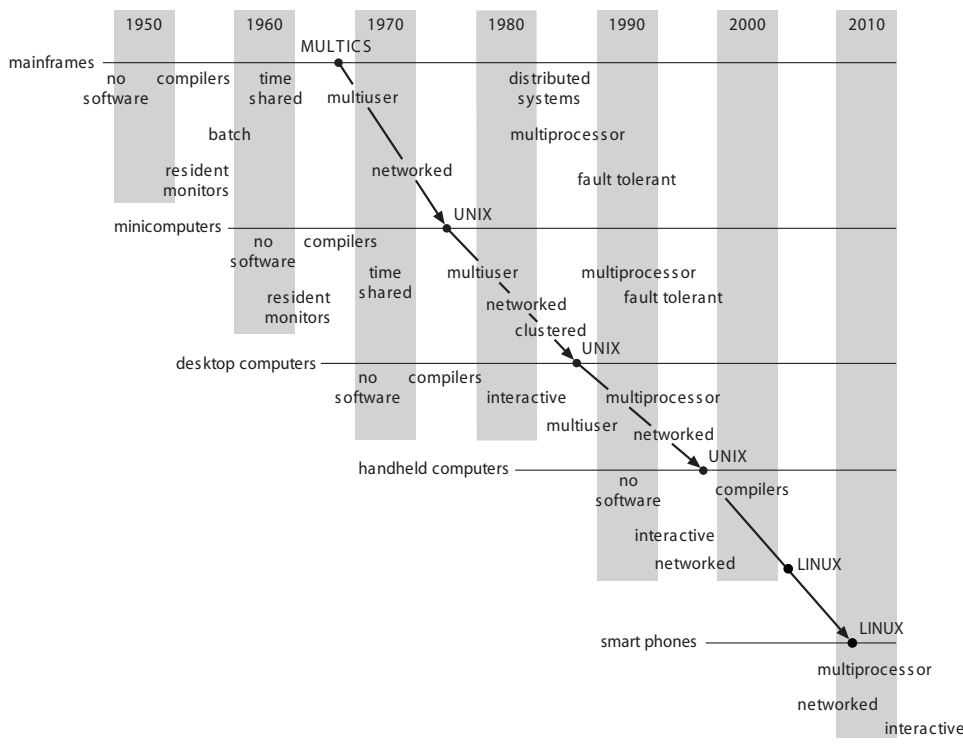 1950 1960 1970 1980 1990 2000 2010
MULTICS
mainframes
no compilers time distributed
software shared multiuser systems
batch multiprocessor
resident networked fault tolerant
monitors
UNIX
minicomputers
no compilers
software time multiuser multiprocessor
shared
resident networked fault tolerant
monitors
clustered
UNIX
desktop computers
no compilers
software interactive multiprocessor
multiuser networked
UNIX
handheld computers
no compilers
software
interactive
networked LINUX
LINUX
smart phones
multiprocessor
networked
interactive